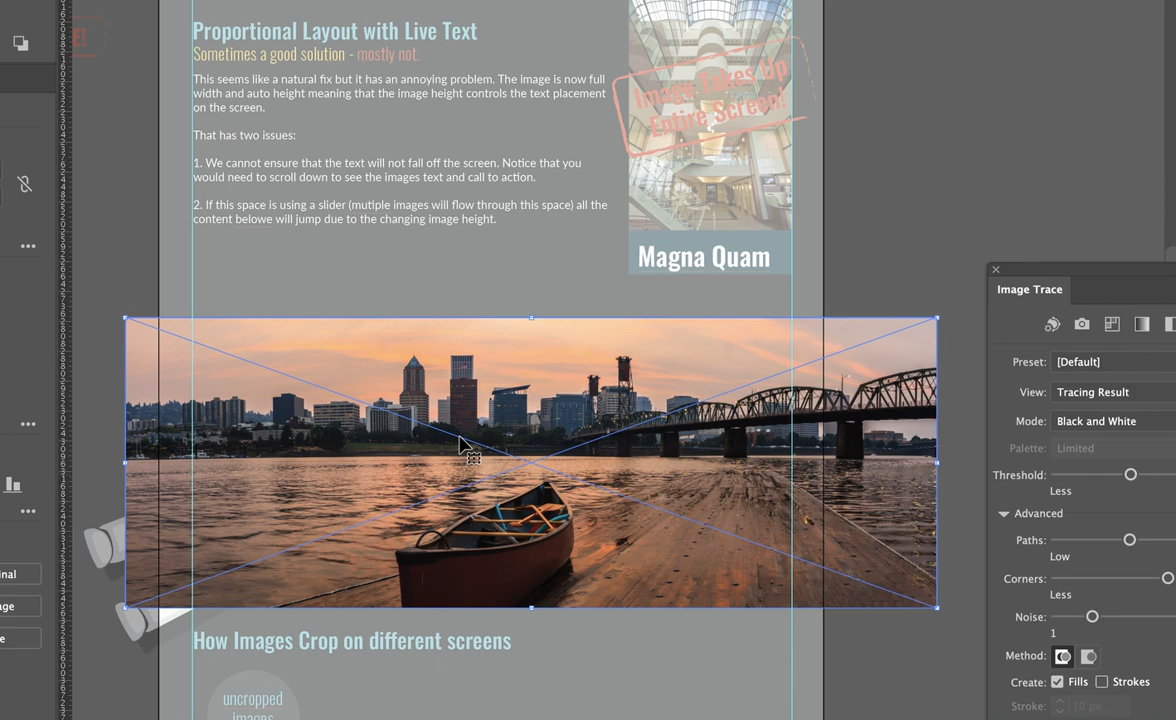 E!
Proportional Layout with Live Text
Sometimes a good solution - mostly not.
This seems like a natural fix but it has an annoying problem. The image is now full
width and auto height meaning that the image height controls the text placement
on the screen.
That has two issues:
1. We cannot ensure that the text will not fall off the screen. Notice that you
would need to scroll down to see the images text and call to action.
2. If this space is using a slider (mutiple images will flow through this space) all the
content belowe will jump due to the changing image height.
Image Takes Up
Entire Screen!
Magna Quam
How Images Crop on different screens
uncropped
images
nal
ge
e
Image Trace
Preset: [Default]
View: Tracing Result
Mode: Black and White
Palette: Limited
Threshold:
Less
Advanced
Paths:
Low
Corners:
Less
Noise:
1
Method:
Create: Fills Strokes
Stroke: 10 px